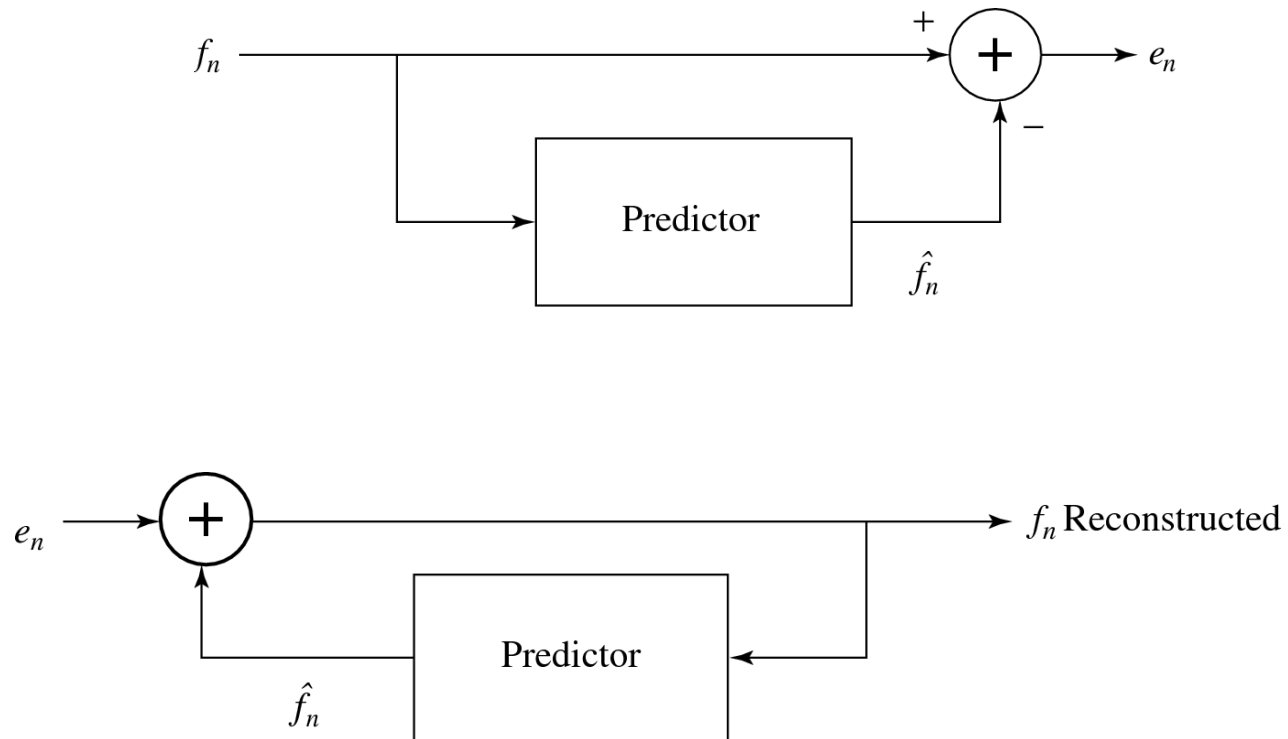 +
f_n
+
e_n
−
Predictor
f̂_n
+
e_n
f_n Reconstructed
Predictor
f̂_n